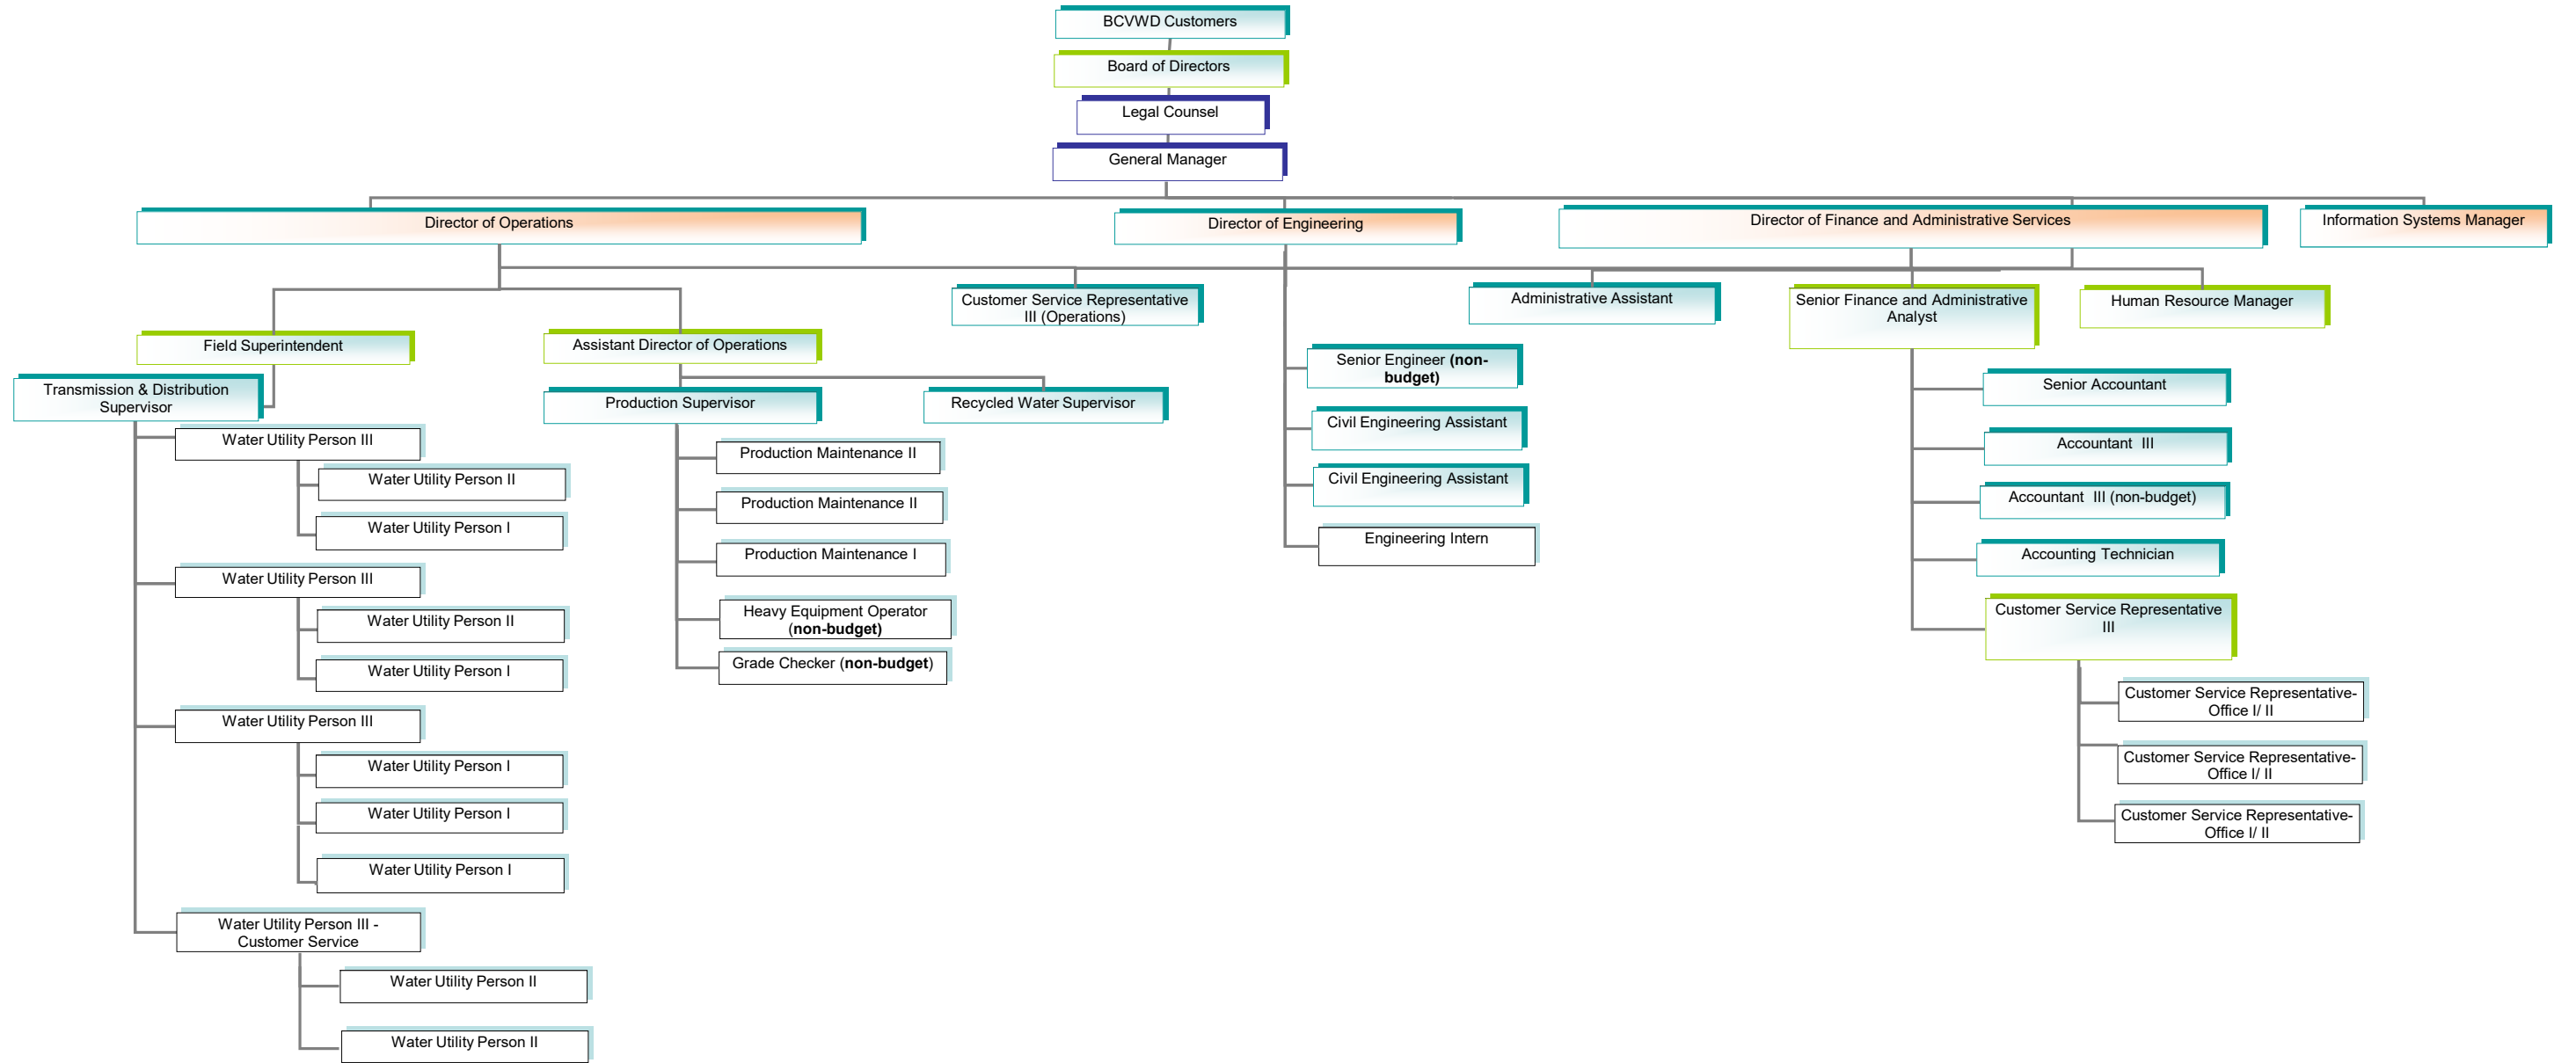 BCVWD Customers
Board of Directors
Legal Counsel
General Manager
Director of Operations
Director of Engineering
Director of Finance and Administrative Services
Information Systems Manager
Customer Service Representative
III (Operations)
Administrative Assistant
Senior Finance and Administrative
Analyst
Human Resource Manager
Field Superintendent
Assistant Director of Operations
Transmission & Distribution
Supervisor
Production Supervisor
Recycled Water Supervisor
Water Utility Person III
Water Utility Person II
Water Utility Person I
Water Utility Person III
Water Utility Person II
Water Utility Person I
Water Utility Person III
Water Utility Person I
Water Utility Person I
Water Utility Person I
Water Utility Person III -
Customer Service
Water Utility Person II
Water Utility Person II
Production Maintenance II
Production Maintenance II
Production Maintenance I
Heavy Equipment Operator
(non-budget)
Grade Checker (non-budget)
Senior Engineer (non-
budget)
Civil Engineering Assistant
Civil Engineering Assistant
Engineering Intern
Senior Accountant
Accountant III
Accountant III (non-budget)
Accounting Technician
Customer Service Representative
III
Customer Service Representative-
Office I/ II
Customer Service Representative-
Office I/ II
Customer Service Representative-
Office I/ II